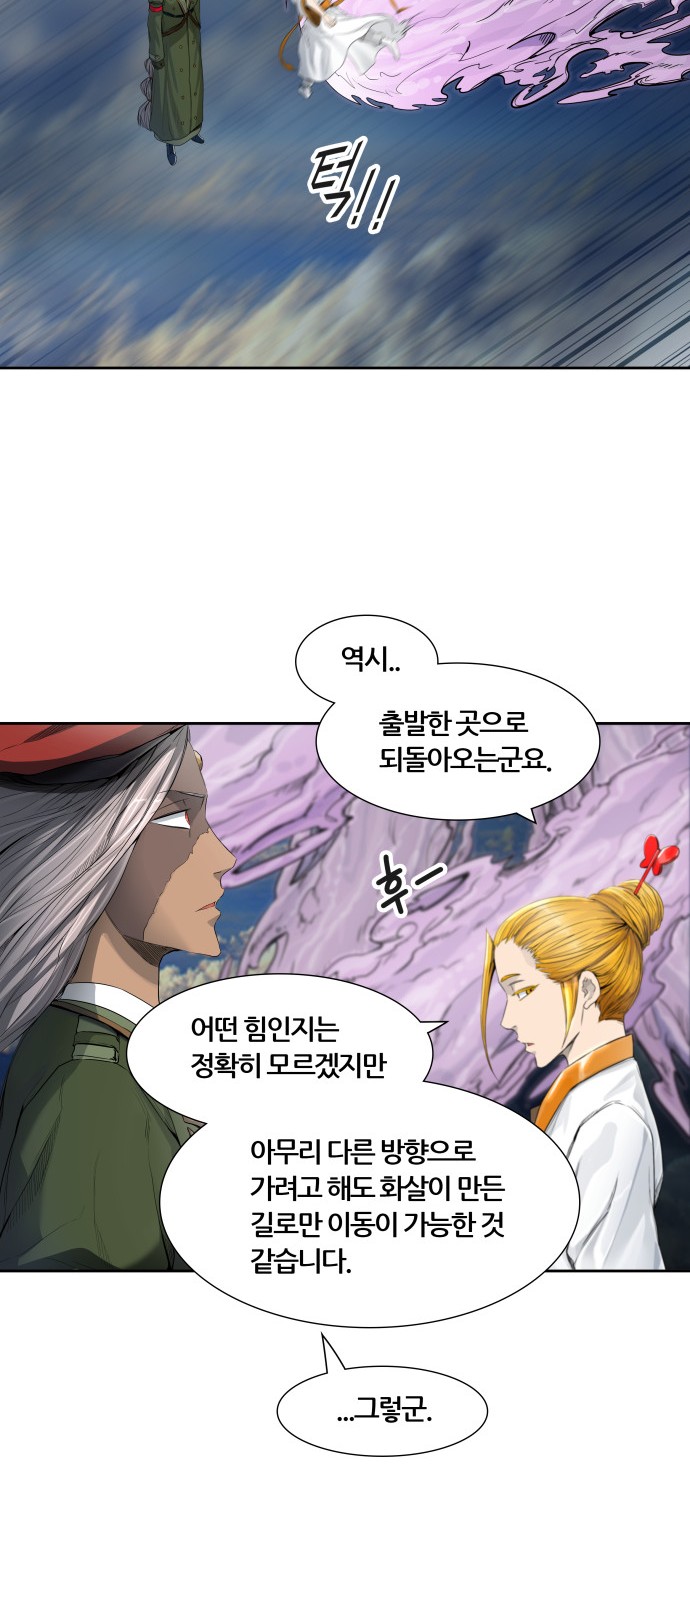 턱!!
역시..
출발한 곳으로
되돌아오는군요.
후ㅡ
어떤 힘인지는
정확히 모르겠지만
아무리 다른 방향으로
가려고 해도 화살이 만든
길로만 이동이 가능한 것
같습니다.
...그렇군.